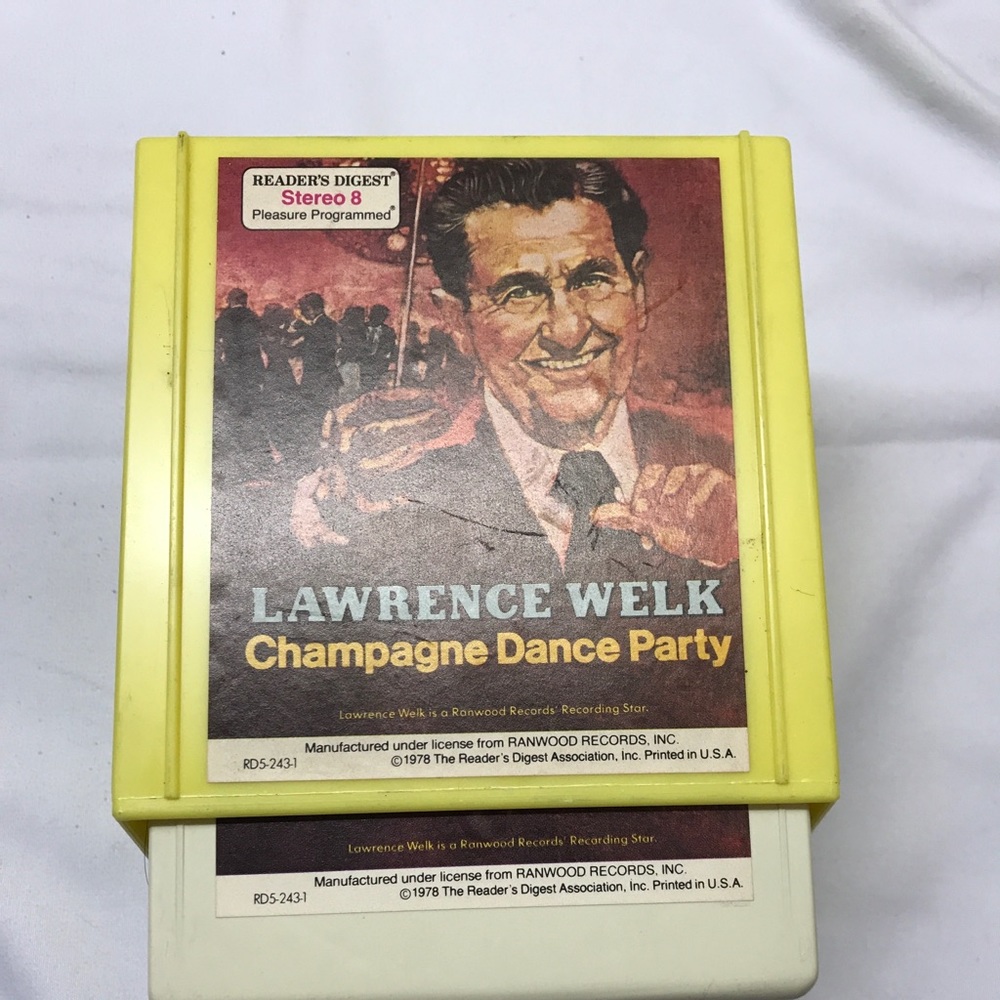 READER'S DIGEST®
Stereo 8
Pleasure Programmed®
LAWRENCE WELK
Champagne Dance Party
Lawrence Welk is a Ranwood Records' Recording Star.
Manufactured under license from RANWOOD RECORDS, INC.
RD5-243-1 ©1978 The Reader's Digest Association, Inc. Printed in U.S.A.
Lawrence Welk is a Ranwood Records' Recording Star.
Manufactured under license from RANWOOD RECORDS, INC.
RD5-243-1 ©1978 The Reader's Digest Association, Inc. Printed in U.S.A.